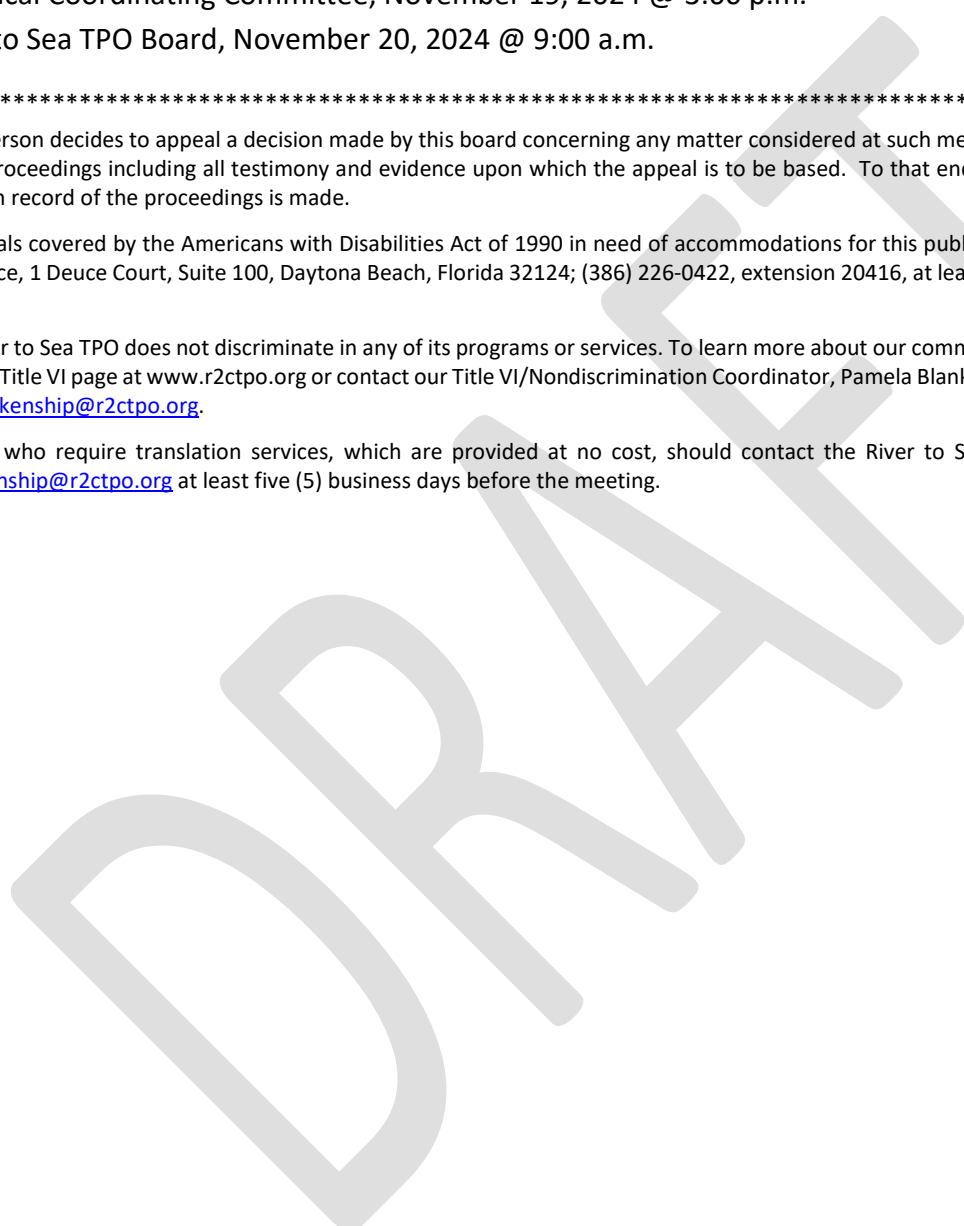 ical Coordinating Committee, November 19, 2024 @ 3:00 p.m.
to Sea TPO Board, November 20, 2024 @ 9:00 a.m.
****************************************************************************
erson decides to appeal a decision made by this board concerning any matter considered at such me
roceedings including all testimony and evidence upon which the appeal is to be based. To that end
n record of the proceedings is made.
als covered by the Americans with Disabilities Act of 1990 in need of accommodations for this publ
ce, 1 Deuce Court, Suite 100, Daytona Beach, Florida 32124; (386) 226-0422, extension 20416, at lea
r to Sea TPO does not discriminate in any of its programs or services. To learn more about our comm
Title VI page at www.r2ctpo.org or contact our Title VI/Nondiscrimination Coordinator, Pamela Blank
kenship@r2ctpo.org.
who require translation services, which are provided at no cost, should contact the River to S
nship@r2ctpo.org at least five (5) business days before the meeting.
DRAFT